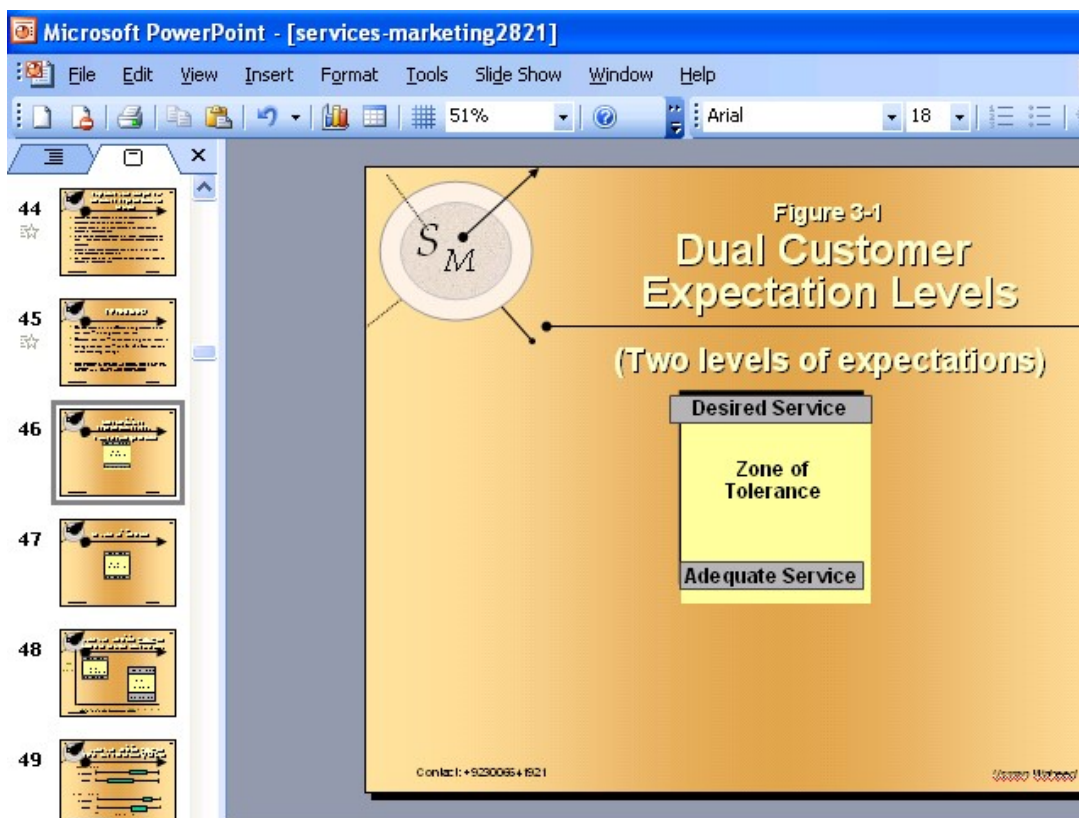 Microsoft PowerPoint - [services-marketing2821]
File Edit View Insert Format Tools Slide Show Window Help
51% Arial 18
44
45
46
47
48
49
S M
Figure 3-1
Dual Customer
Expectation Levels
(Two levels of expectations)
Desired Service
Zone of
Tolerance
Adequate Service
Contact: